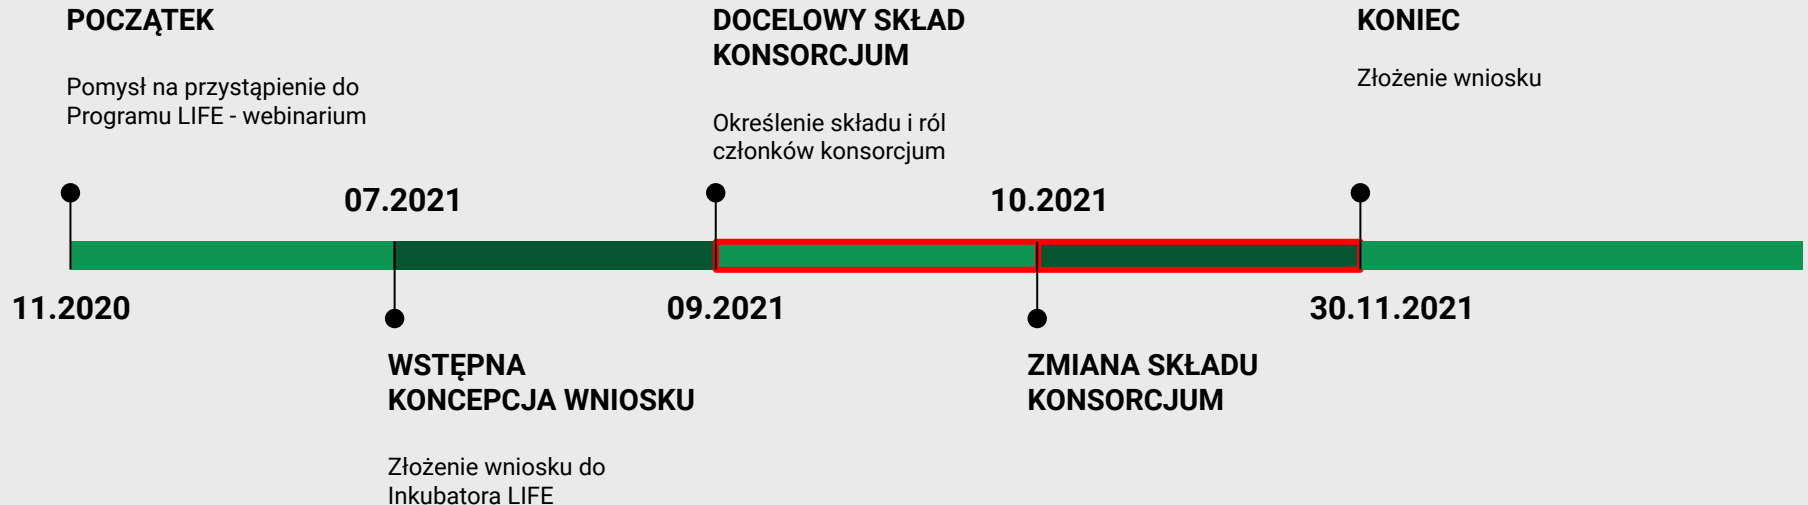 POCZĄTEK
Pomysł na przystąpienie do
Programu LIFE - webinarium
11.2020
07.2021
WSTĘPNA
KONCEPCJA WNIOSKU
Złożenie wniosku do
Inkubatora LIFE
DOCELOWY SKŁAD
KONSORCJUM
Określenie składu i ról
członków konsorcjum
09.2021
10.2021
ZMIANA SKŁADU
KONSORCJUM
KONIEC
Złożenie wniosku
30.11.2021